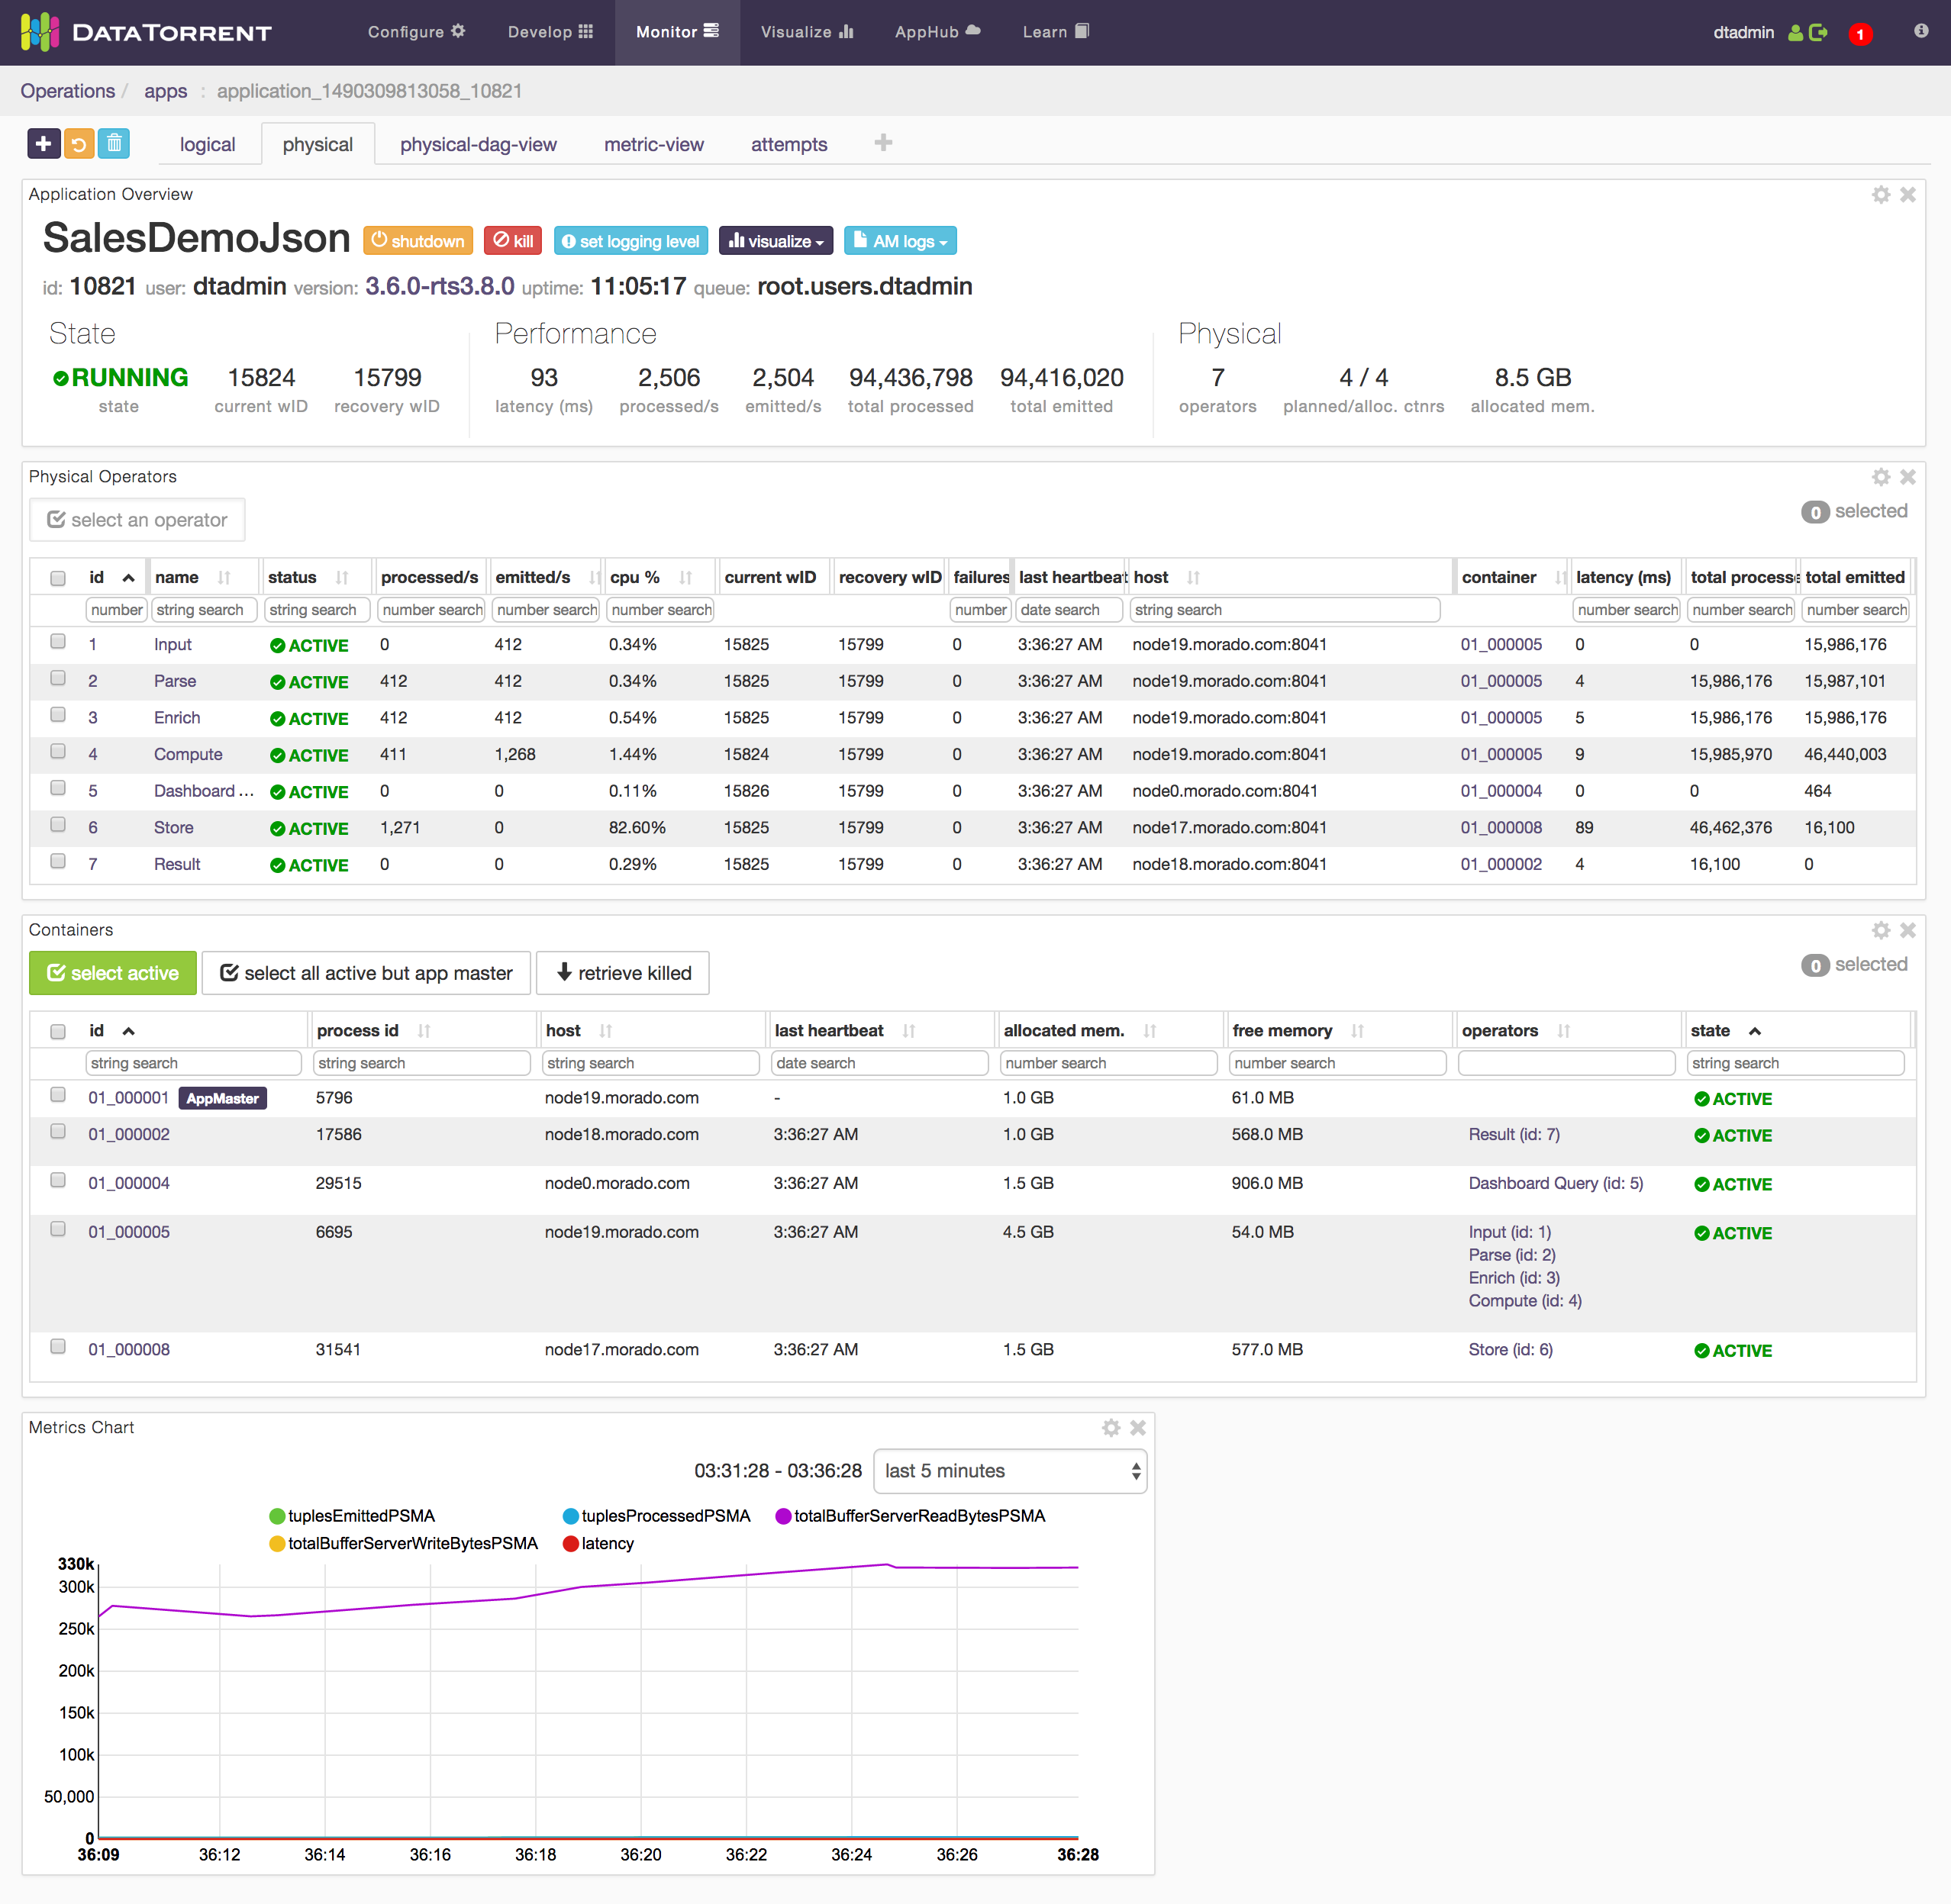 DATATORRENT Configure Develop Monitor Visualize AppHub Learn dtadmin 1
Operations / apps : application_1490309813058_10821
logical physical physical-dag-view metric-view attempts
Application Overview
SalesDemoJson shutdown kill set logging level visualize AM logs
id: 10821 user: dtadmin version: 3.6.0-rts3.8.0 uptime: 11:05:17 queue: root.users.dtadmin
State Performance Physical
RUNNING 15824 15799 93 2,506 2,504 94,436,798 94,416,020 7 4 / 4 8.5 GB
state current wID recovery wID latency (ms) processed/s emitted/s total processed total emitted operators planned/alloc. ctnrs allocated mem.
Physical Operators
select an operator 0 selected
id name status processed/s emitted/s cpu % current wID recovery wID failures last heartbeat host container latency (ms) total process total emitted
number string search string search number search number search number search number date search string search number search number search number search
1 Input ACTIVE 0 412 0.34% 15825 15799 0 3:36:27 AM node19.morado.com:8041 01_000005 0 0 15,986,176
2 Parse ACTIVE 412 412 0.34% 15825 15799 0 3:36:27 AM node19.morado.com:8041 01_000005 4 15,986,176 15,987,101
3 Enrich ACTIVE 412 412 0.54% 15825 15799 0 3:36:27 AM node19.morado.com:8041 01_000005 5 15,986,176 15,986,176
4 Compute ACTIVE 411 1,268 1.44% 15824 15799 0 3:36:27 AM node19.morado.com:8041 01_000005 9 15,985,970 46,440,003
5 Dashboard ... ACTIVE 0 0 0.11% 15826 15799 0 3:36:27 AM node0.morado.com:8041 01_000004 0 0 464
6 Store ACTIVE 1,271 0 82.60% 15825 15799 0 3:36:27 AM node17.morado.com:8041 01_000008 89 46,462,376 16,100
7 Result ACTIVE 0 0 0.29% 15825 15799 0 3:36:27 AM node18.morado.com:8041 01_000002 4 16,100 0
Containers
select active select all active but app master retrieve killed 0 selected
id process id host last heartbeat allocated mem. free memory operators state
string search string search string search date search number search number search string search
01_000001 AppMaster 5796 node19.morado.com - 1.0 GB 61.0 MB ACTIVE
01_000002 17586 node18.morado.com 3:36:27 AM 1.0 GB 568.0 MB Result (id: 7) ACTIVE
01_000004 29515 node0.morado.com 3:36:27 AM 1.5 GB 906.0 MB Dashboard Query (id: 5) ACTIVE
01_000005 6695 node19.morado.com 3:36:27 AM 4.5 GB 54.0 MB Input (id: 1) ACTIVE
Parse (id: 2)
Enrich (id: 3)
Compute (id: 4)
01_000008 31541 node17.morado.com 3:36:27 AM 1.5 GB 577.0 MB Store (id: 6) ACTIVE
Metrics Chart
03:31:28 - 03:36:28 last 5 minutes
tuplesEmittedPSMA tuplesProcessedPSMA totalBufferServerReadBytesPSMA
totalBufferServerWriteBytesPSMA latency
330k
300k
250k
200k
150k
100k
50,000
0
36:09 36:12 36:14 36:16 36:18 36:20 36:22 36:24 36:26 36:28